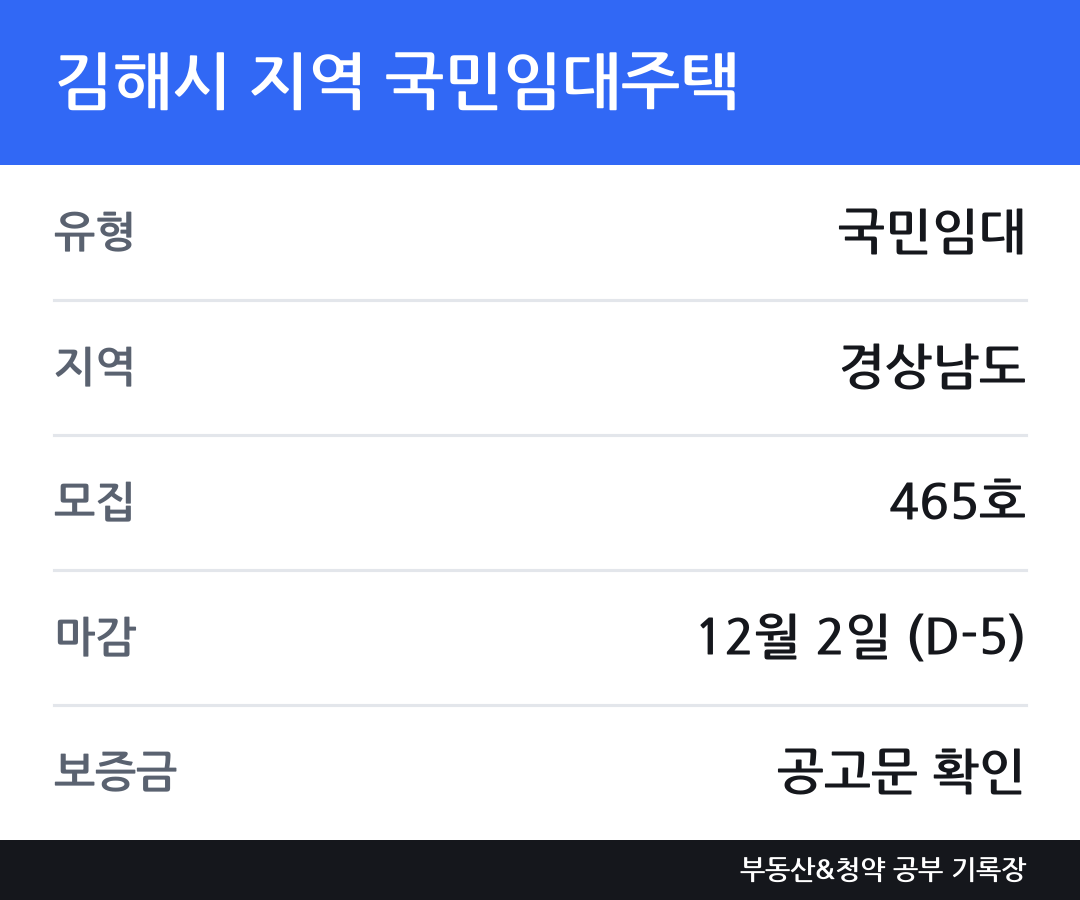 김해시 지역 국민임대주택
유형 국민임대
지역 경상남도
모집 465호
마감 12월 2일 (D-5)
보증금 공고문 확인
부동산&청약 공부 기록장